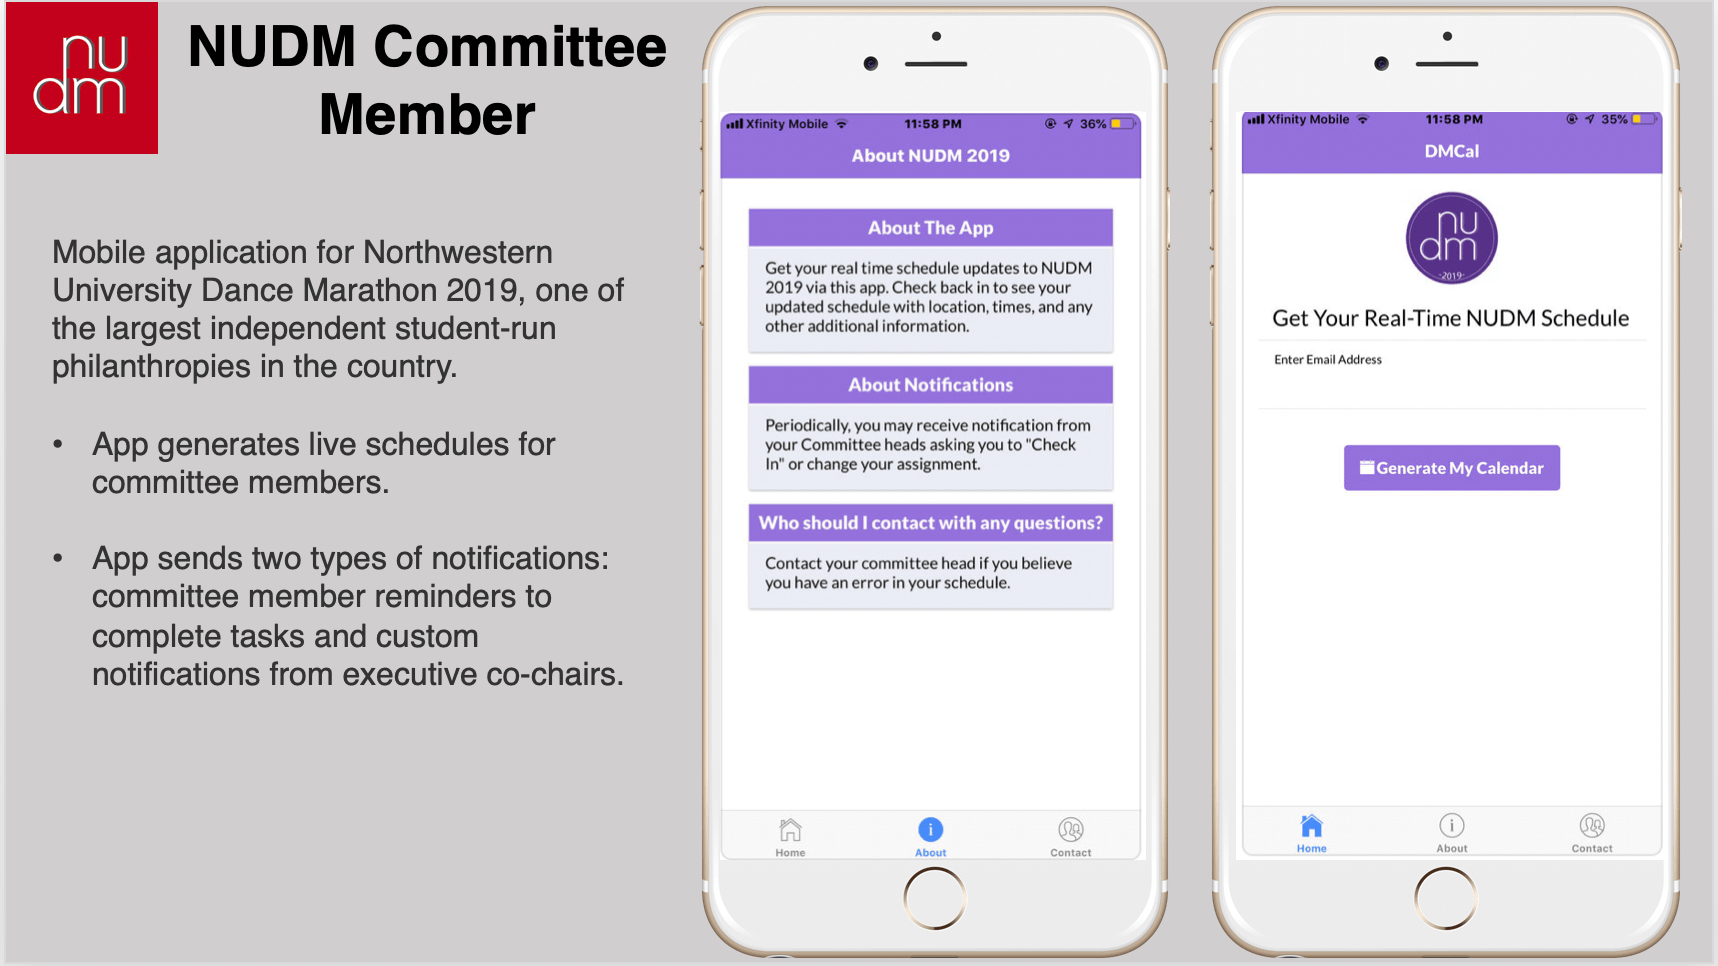 nu
dm
NUDM Committee
Member
Mobile application for Northwestern
University Dance Marathon 2019, one of
the largest independent student-run
philanthropies in the country.
• App generates live schedules for
committee members.
• App sends two types of notifications:
committee member reminders to
complete tasks and custom
notifications from executive co-chairs.
Xfinity Mobile 11:58 PM 36%
About NUDM 2019
About The App
Get your real time schedule updates to NUDM
2019 via this app. Check back in to see your
updated schedule with location, times, and any
other additional information.
About Notifications
Periodically, you may receive notification from
your Committee heads asking you to "Check
In" or change your assignment.
Who should I contact with any questions?
Contact your committee head if you believe
you have an error in your schedule.
Home About Contact
Xfinity Mobile 11:58 PM 35%
DMCal
nu
dm
-2019-
Get Your Real-Time NUDM Schedule
Enter Email Address
Generate My Calendar
Home About Contact